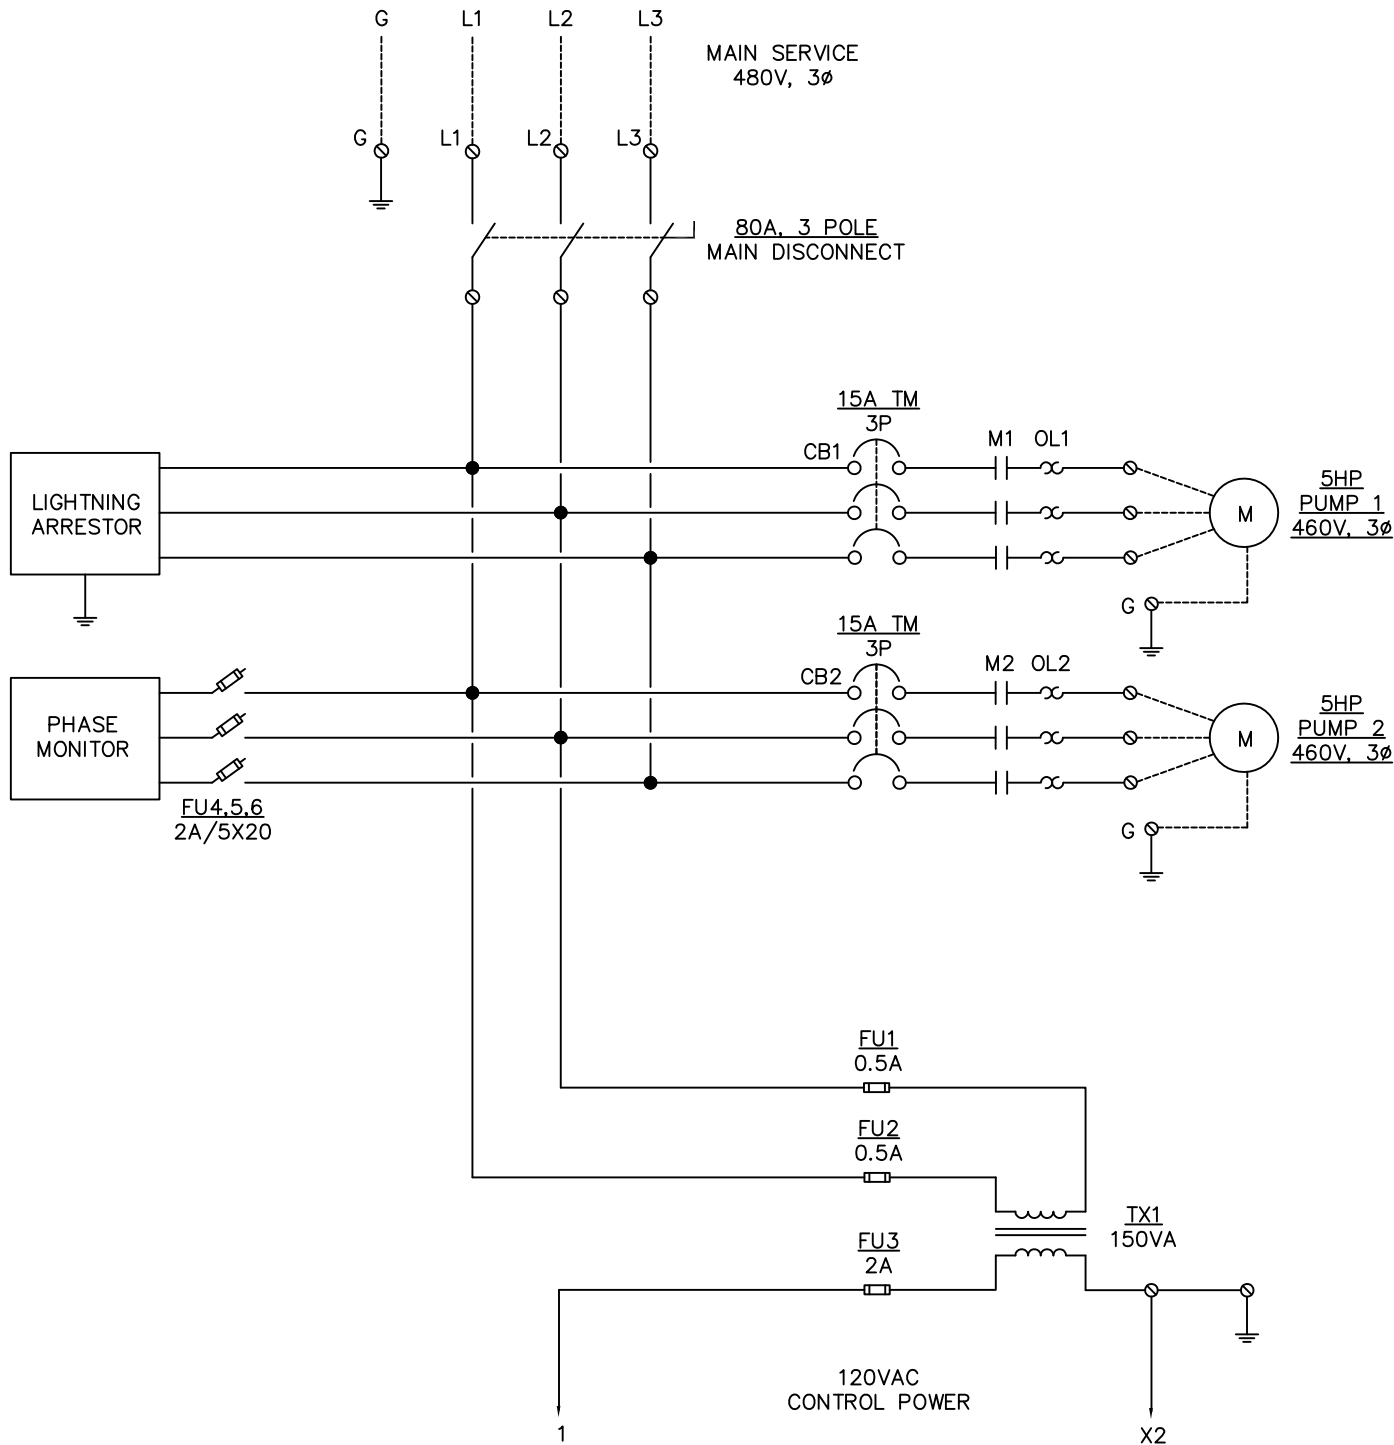 G L1 L2 L3
MAIN SERVICE
480V, 3ø
G L1 L2 L3
80A, 3 POLE
MAIN DISCONNECT
15A TM
3P
CB1
M1 OL1
LIGHTNING
ARRESTOR
M
5HP
PUMP 1
460V, 3ø
G
15A TM
3P
CB2
M2 OL2
PHASE
MONITOR
M
5HP
PUMP 2
460V, 3ø
FU4,5,6
2A/5X20
G
FU1
0.5A
FU2
0.5A
TX1
150VA
FU3
2A
120VAC
CONTROL POWER
1
X2